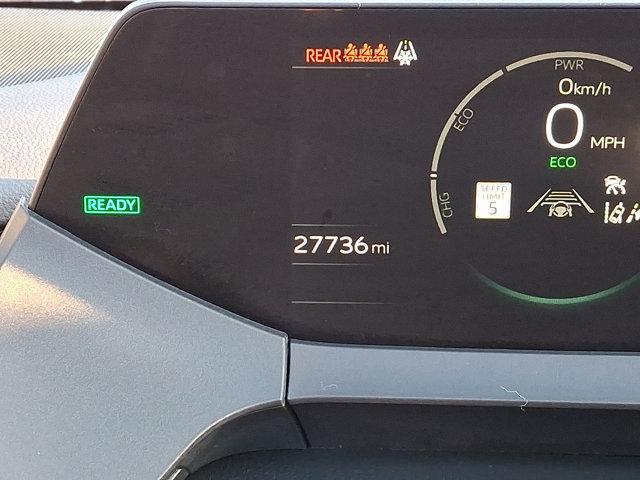 REAR
PWR
0km/h
ECO
0 MPH
ECO
SPEED
LIMIT
5
READY
CHG
27736 mi